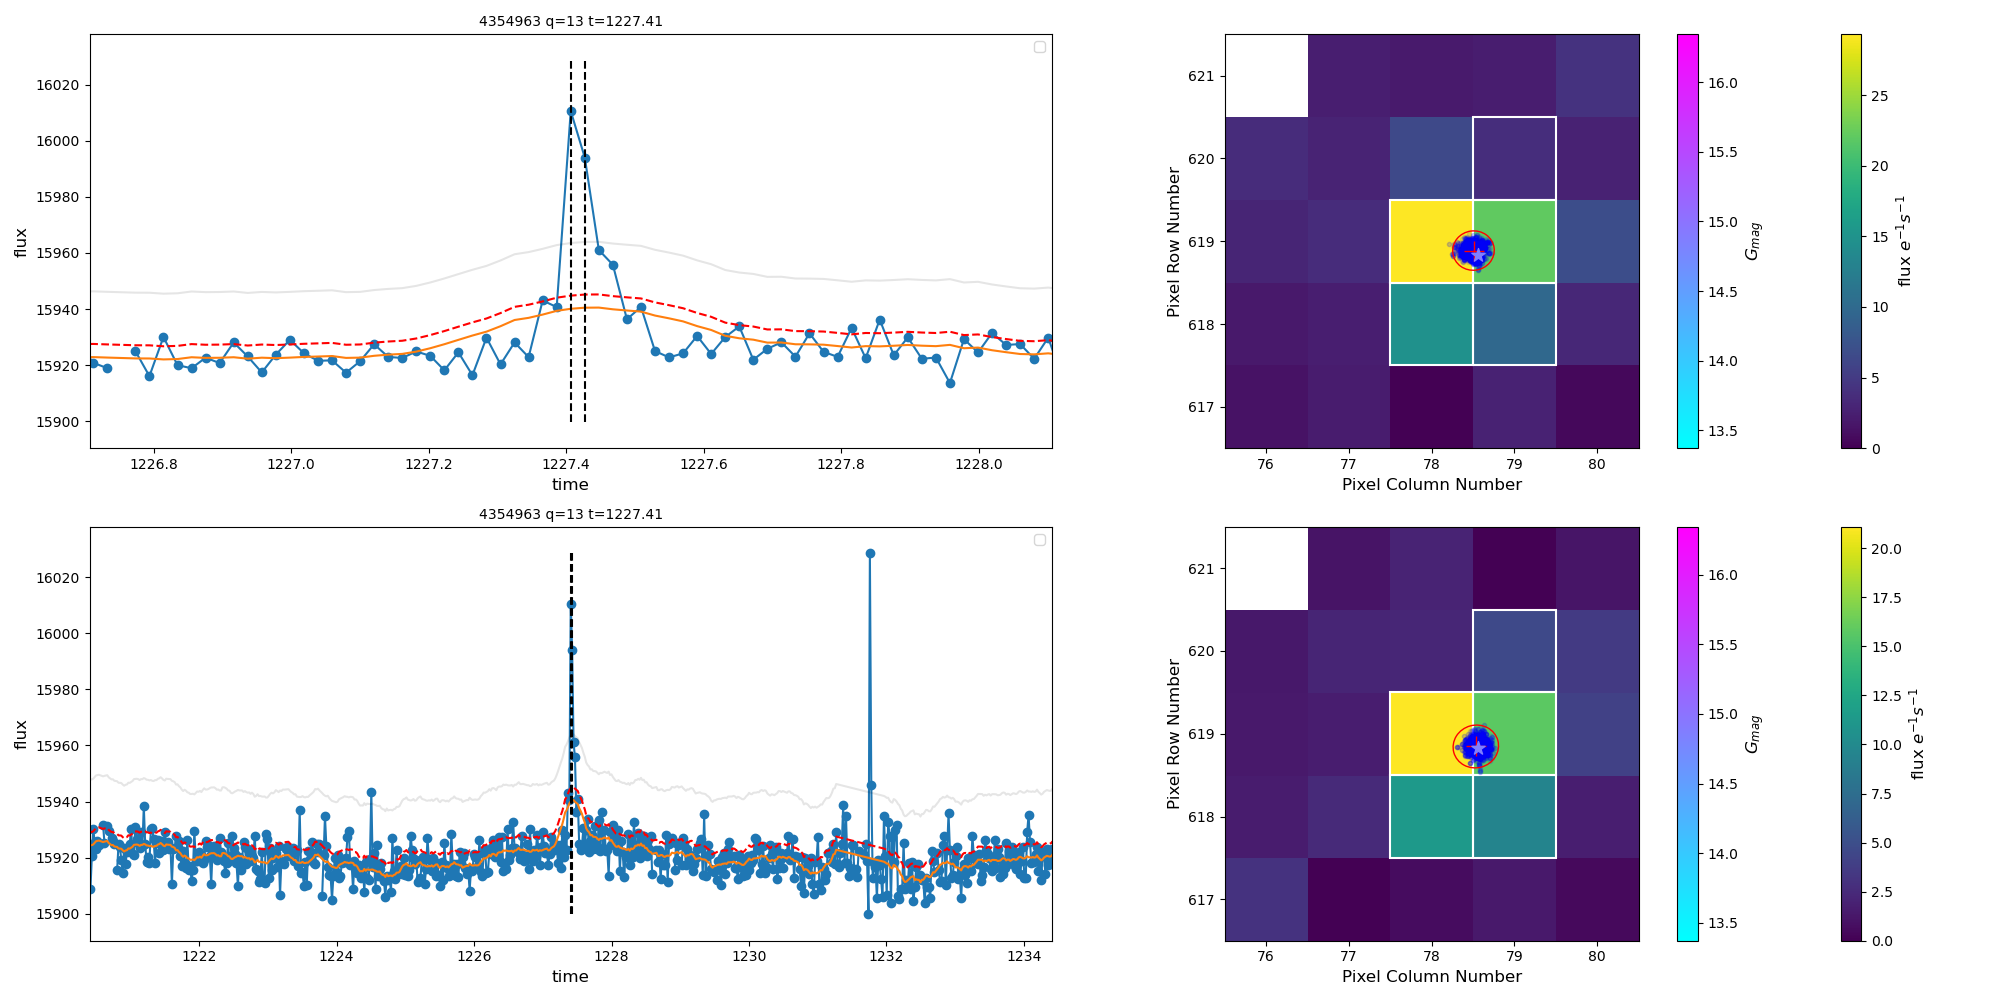 4354963 q=13 t=1227.41
flux
16020
16000
15980
15960
15940
15920
15900
1226.8 1227.0 1227.2 1227.4 1227.6 1227.8 1228.0
time
Pixel Row Number
621
620
619
618
617
76 77 78 79 80
Pixel Column Number
16.0
15.5
15.0
14.5
14.0
13.5
G_mag
25
20
15
10
5
0
flux e⁻¹s⁻¹
4354963 q=13 t=1227.41
flux
16020
16000
15980
15960
15940
15920
15900
1222 1224 1226 1228 1230 1232 1234
time
Pixel Row Number
621
620
619
618
617
76 77 78 79 80
Pixel Column Number
16.0
15.5
15.0
14.5
14.0
13.5
G_mag
20.0
17.5
15.0
12.5
10.0
7.5
5.0
2.5
0.0
flux e⁻¹s⁻¹